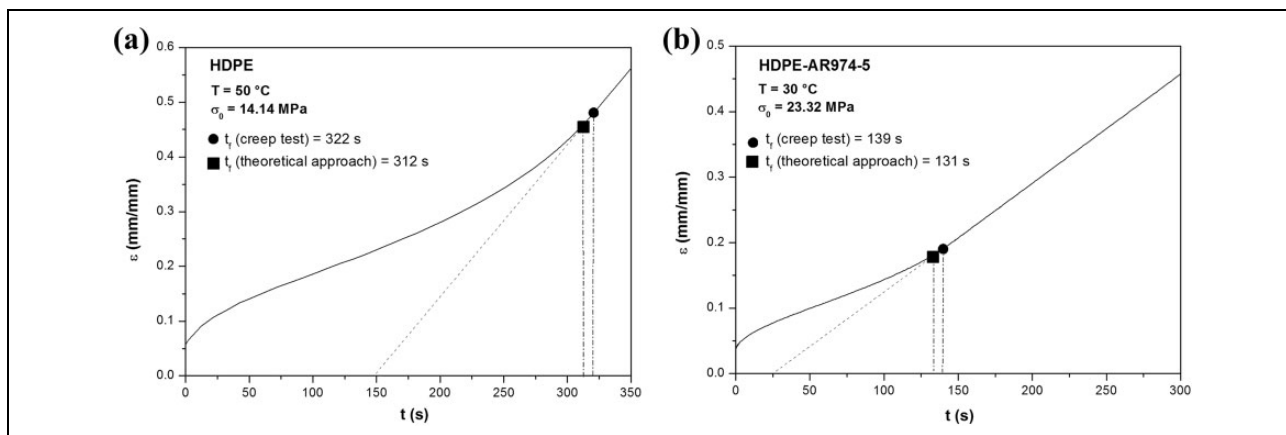 (a)
HDPE
T = 50 °C
σ₀ = 14.14 MPa
t_f (creep test) = 322 s
t_f (theoretical approach) = 312 s
ε (mm/mm)
0.6
0.5
0.4
0.3
0.2
0.1
0.0
0 50 100 150 200 250 300 350
t (s)
(b)
HDPE-AR974-5
T = 30 °C
σ₀ = 23.32 MPa
t_f (creep test) = 139 s
t_f (theoretical approach) = 131 s
ε (mm/mm)
0.5
0.4
0.3
0.2
0.1
0.0
0 50 100 150 200 250 300
t (s)